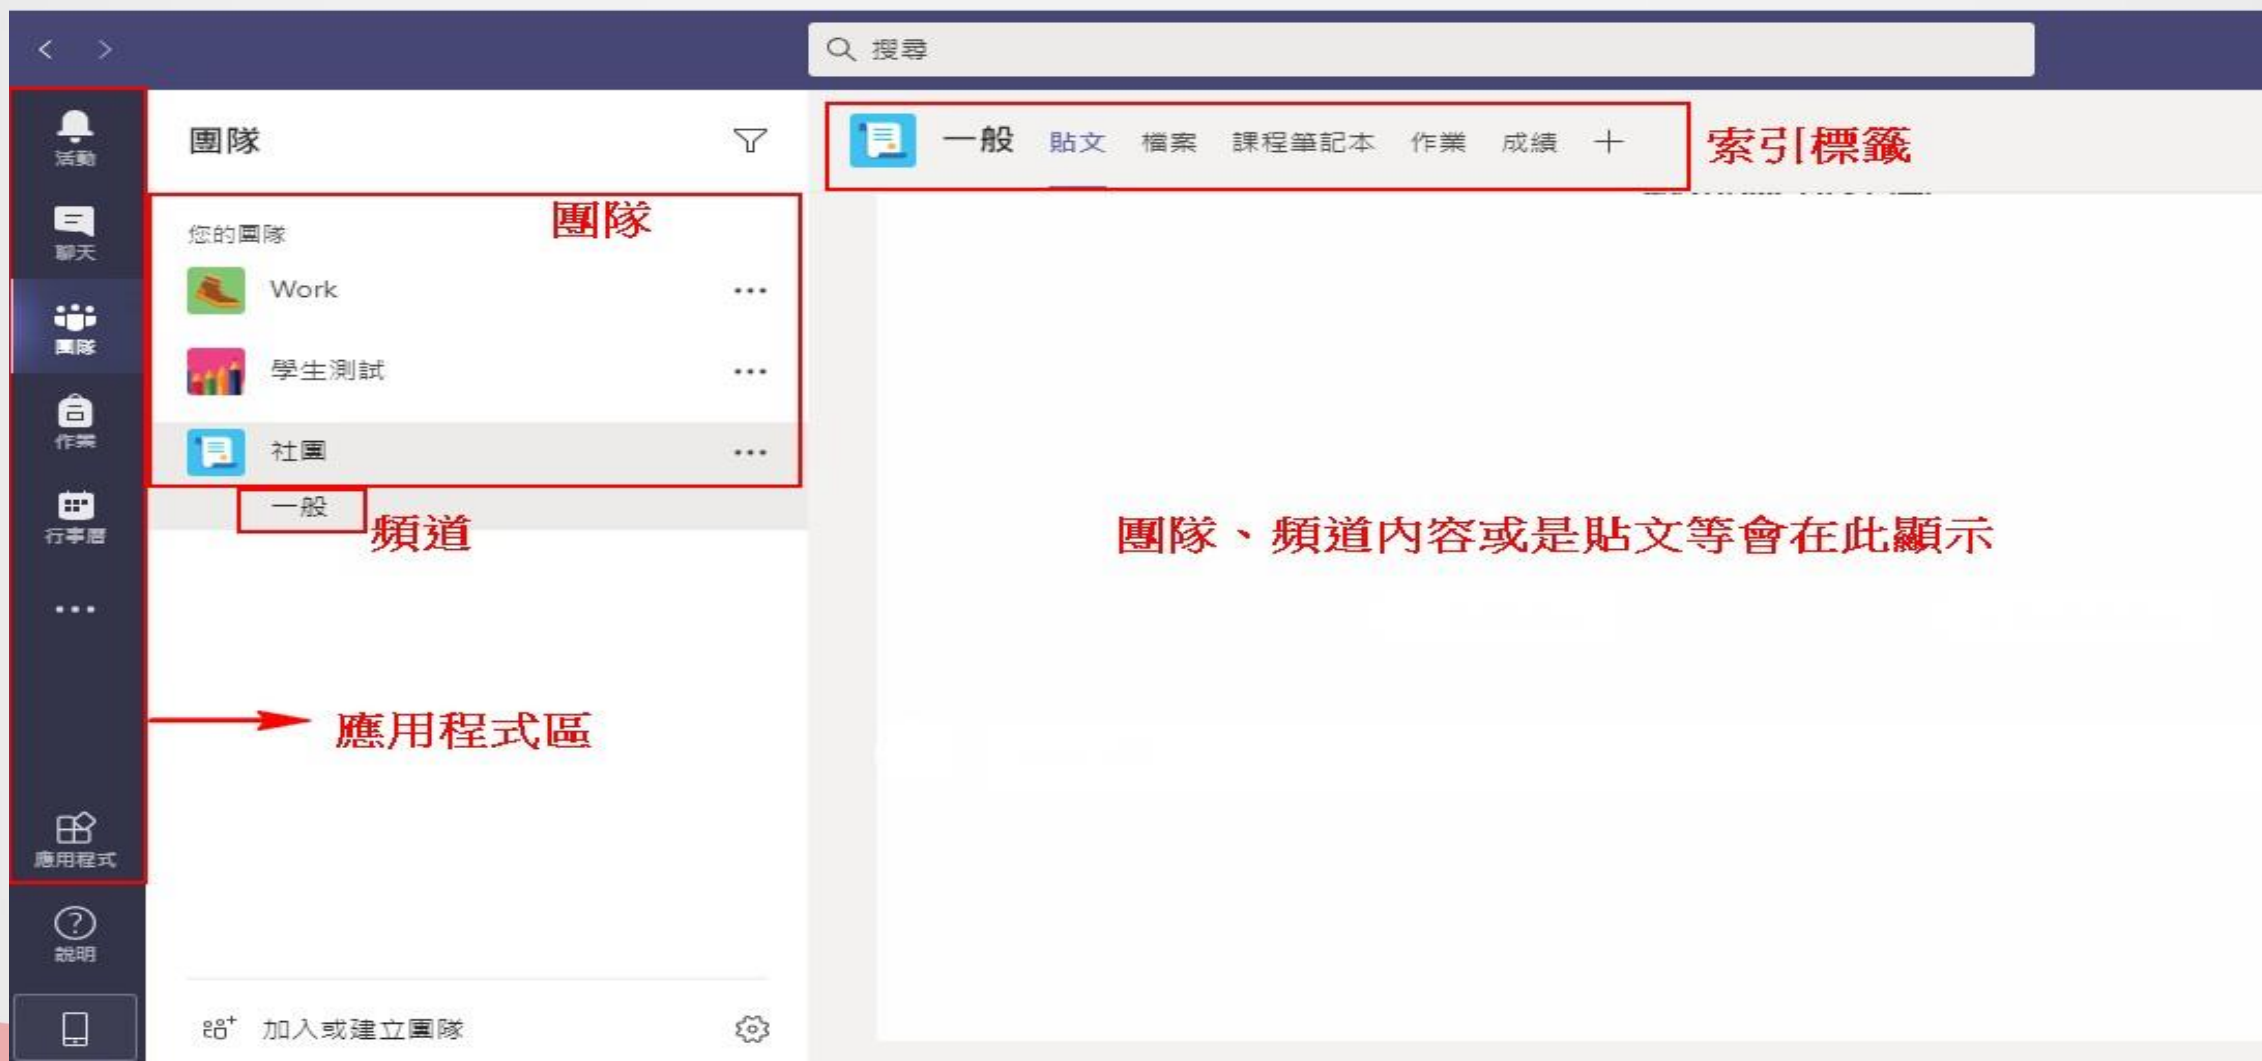 搜尋
活動
聊天
團隊
作業
行事曆
應用程式
說明
團隊
您的團隊
團隊
Work
學生測試
社團
一般
頻道
應用程式區
加入或建立團隊
一般 貼文 檔案 課程筆記本 作業 成績
索引標籤
團隊、頻道內容或是貼文等會在此顯示